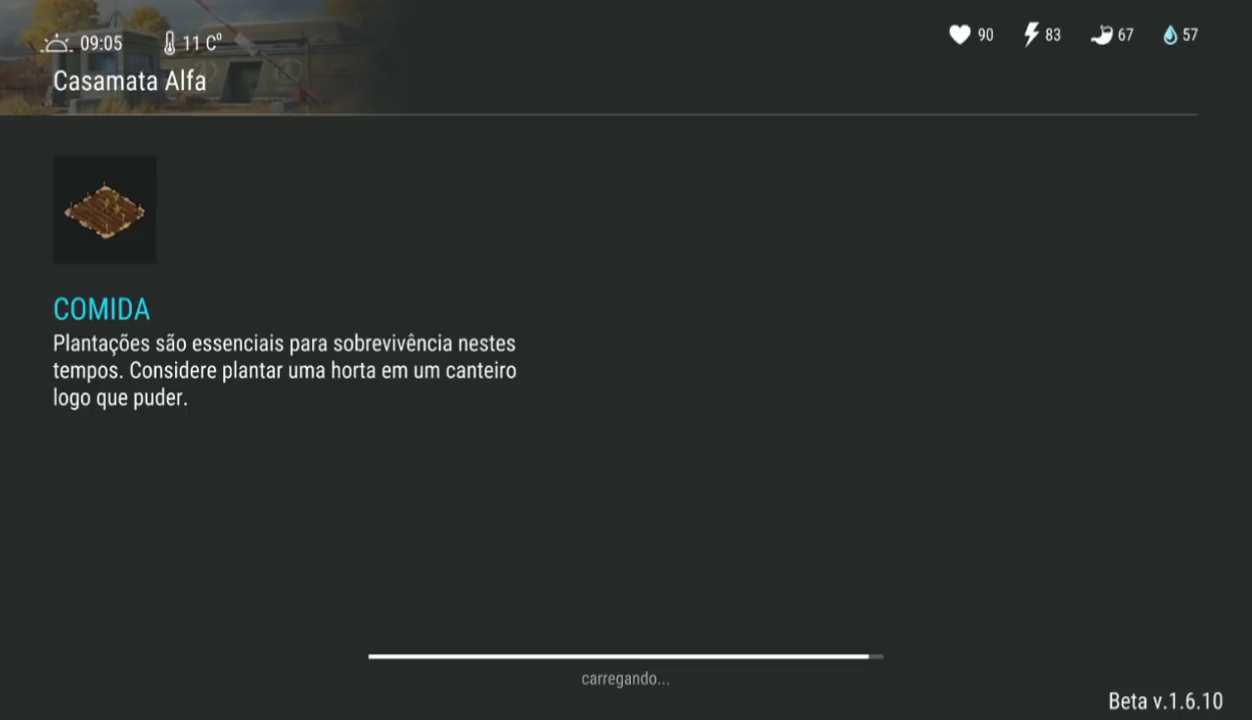 09:05
11 Cº
90
83
67
57
Casamata Alfa
COMIDA
Plantações são essenciais para sobrevivência nestes
tempos. Considere plantar uma horta em um canteiro
logo que puder.
carregando...
Beta v.1.6.10